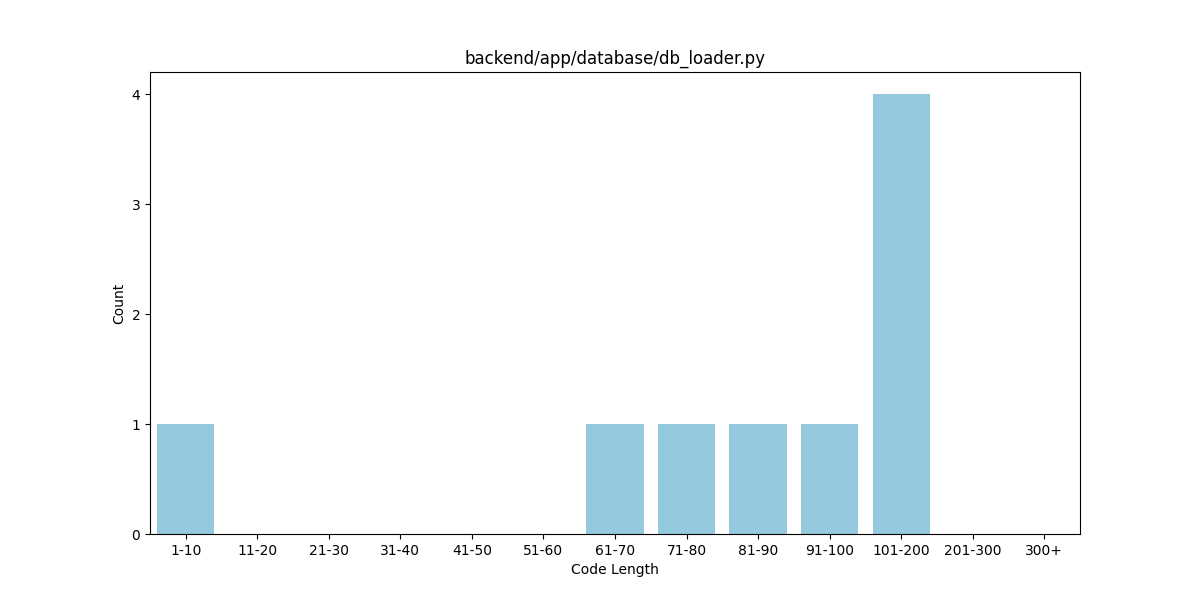 backend/app/database/db_loader.py
4
3
2
1
0
Count
1-10 11-20 21-30 31-40 41-50 51-60 61-70 71-80 81-90 91-100 101-200 201-300 300+
Code Length